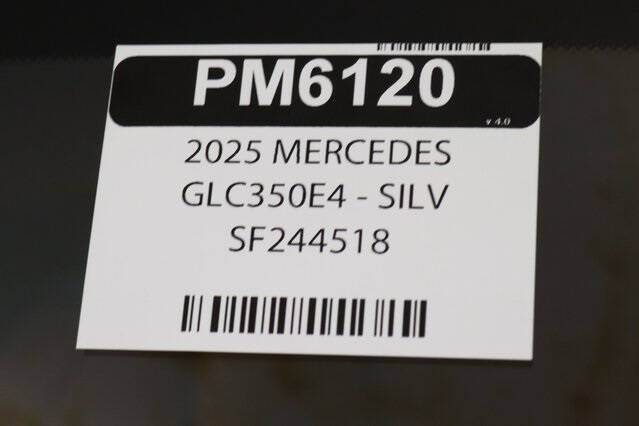 PM6120
v 4.0
2025 MERCEDES
GLC350E4 - SILV
SF244518